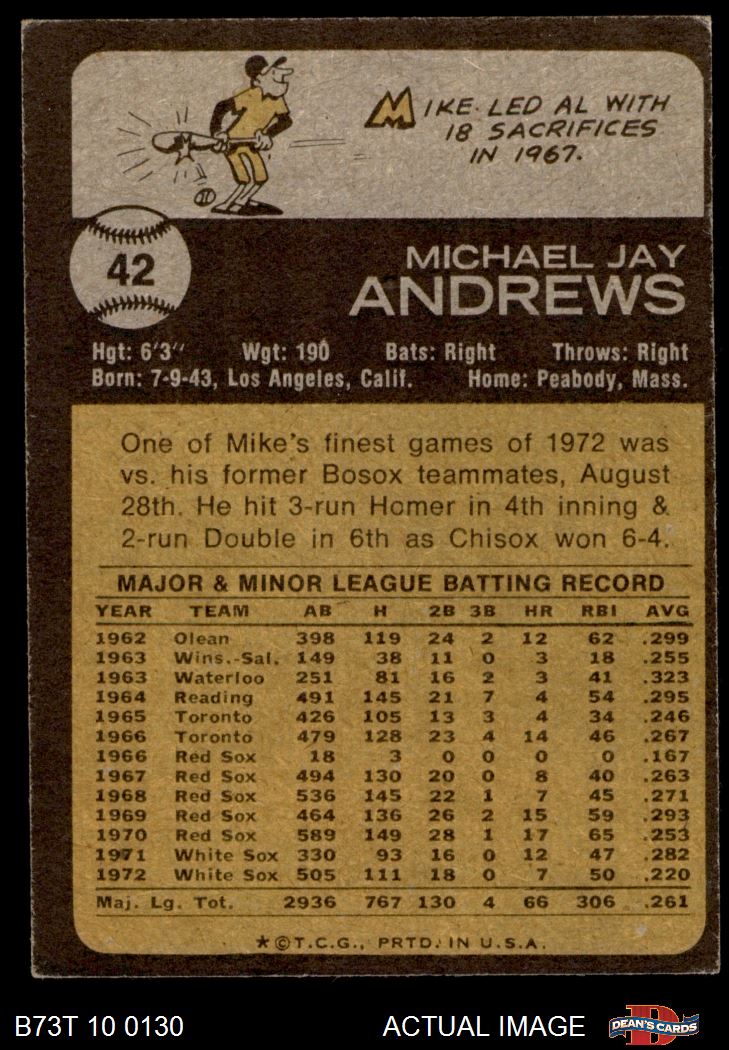 MIKE LED AL WITH
18 SACRIFICES
IN 1967.
42
MICHAEL JAY
ANDREWS
Hgt: 6'3" Wgt: 190 Bats: Right Throws: Right
Born: 7-9-43, Los Angeles, Calif. Home: Peabody, Mass.
One of Mike's finest games of 1972 was
vs. his former Bosox teammates, August
28th. He hit 3-run Homer in 4th inning &
2-run Double in 6th as Chisox won 6-4.
MAJOR & MINOR LEAGUE BATTING RECORD
YEAR TEAM AB H 2B 3B HR RBI AVG
1962 Olean 398 119 24 2 12 62 .299
1963 Wins.-Sal. 149 38 11 0 3 18 .255
1963 Waterloo 251 81 16 2 3 41 .323
1964 Reading 491 145 21 7 4 54 .295
1965 Toronto 426 105 13 3 4 34 .246
1966 Toronto 479 128 23 4 14 46 .267
1966 Red Sox 18 3 0 0 0 0 .167
1967 Red Sox 494 130 20 0 8 40 .263
1968 Red Sox 536 145 22 1 7 45 .271
1969 Red Sox 464 136 26 2 15 59 .293
1970 Red Sox 589 149 28 1 17 65 .253
1971 White Sox 330 93 16 0 12 47 .282
1972 White Sox 505 111 18 0 7 50 .220
Maj. Lg. Tot. 2936 767 130 4 66 306 .261
★©T.C.G., PRTD. IN U.S.A.
B73T 10 0130 ACTUAL IMAGE D DEAN'S CARDS